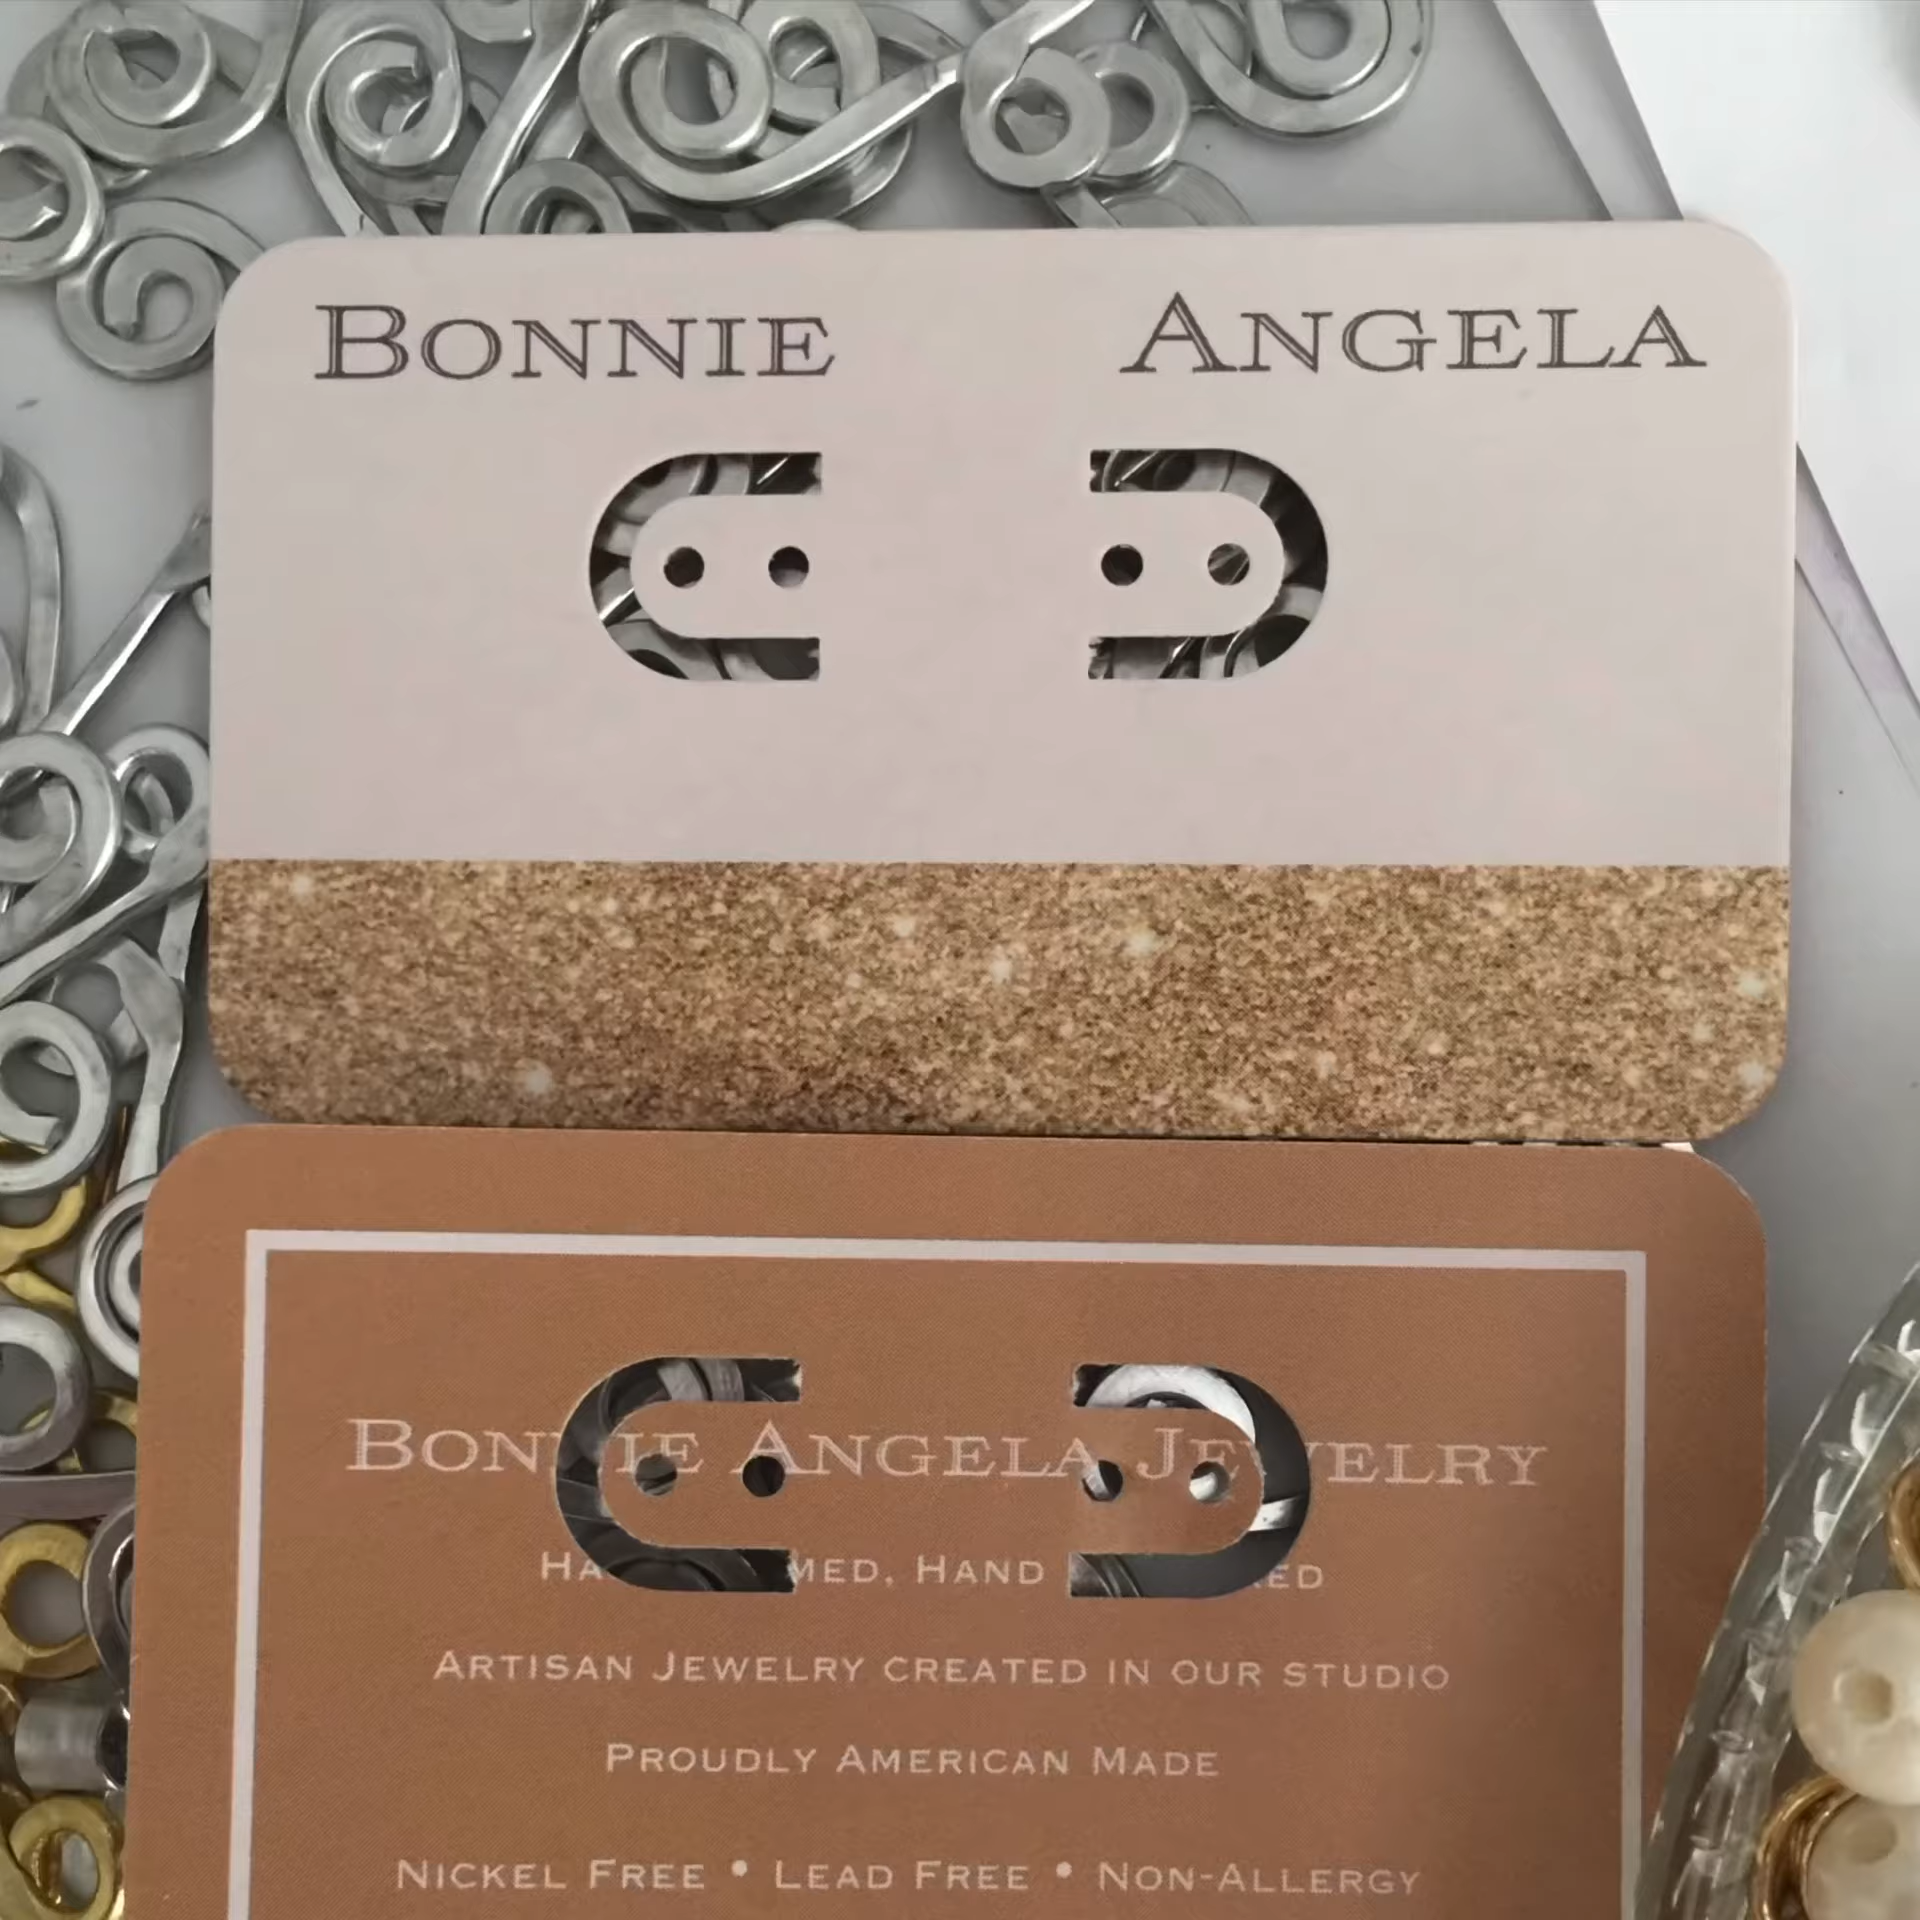 BONNIE ANGELA
BONNIE ANGELA JEWELRY
HAND
ARTISAN JEWELRY CREATED IN OUR STUDIO
PROUDLY AMERICAN MADE
NICKEL FREE • LEAD FREE • NON-ALLERGY